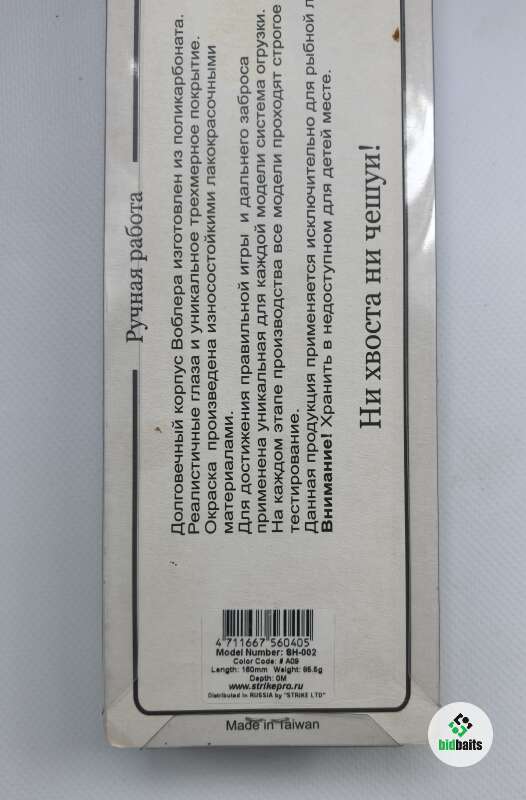 Ручная работа
Долговечный корпус Воблера изготовлен из поликарбоната.
Реалистичные глаза и уникальное трехмерное покрытие.
Окраска произведена износостойкими лакокрасочными
материалами.
Для достижения правильной игры и дальнего заброса
применена уникальная для каждой модели система огрузки.
На каждом этапе производства все модели проходят строгое
тестирование.
Данная продукция применяется исключительно для рыбной л
Внимание! Хранить в недоступном для детей месте.
Ни хвоста ни чешуи!
4 711667 560405
Model Number: SH-002
Color Code: # A09
Length: 160mm Weight: 95.5g
Depth: 0M
www.strikepro.ru
Distributed in RUSSIA by "STRIKE LTD"
Made in Taiwan
bidbaits